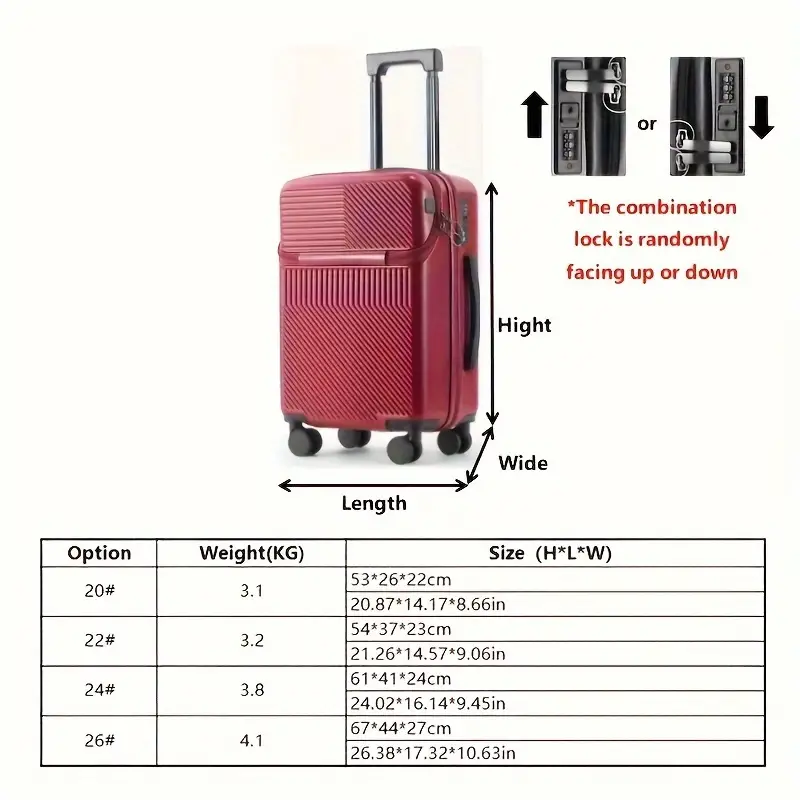 or
*The combination
lock is randomly
facing up or down
Hight
Wide
Length
Option Weight(KG) Size (H*L*W)
20# 3.1 53*26*22cm
20.87*14.17*8.66in
22# 3.2 54*37*23cm
21.26*14.57*9.06in
24# 3.8 61*41*24cm
24.02*16.14*9.45in
26# 4.1 67*44*27cm
26.38*17.32*10.63in